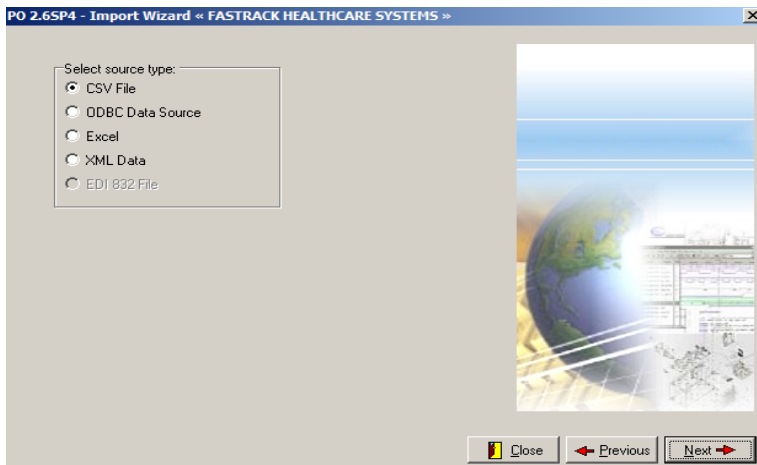 PO 2.6SP4 - Import Wizard « FASTRACK HEALTHCARE SYSTEMS »
Select source type:
CSV File
ODBC Data Source
Excel
XML Data
EDI 832 File
Close
Previous
Next